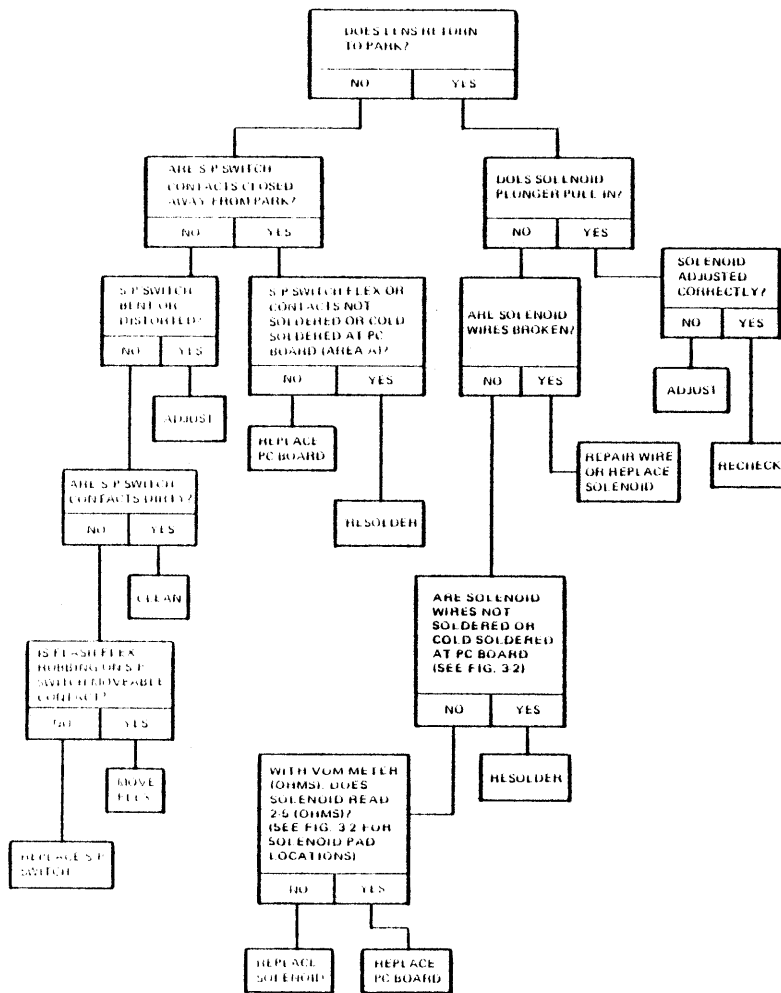 DOES LENS RETURN
TO PARK?
NO YES
ARE S P SWITCH
CONTACTS CLOSED
AWAY FROM PARK?
NO YES
DOES SOLENOID
PLUNGER PULL IN?
NO YES
S P SWITCH
BENT OR
DISTORTED?
NO YES
S P SWITCH FLEX OR
CONTACTS NOT
SOLDERED OR COLD
SOLDERED AT PC
BOARD (AREA A)?
NO YES
ARE SOLENOID
WIRES BROKEN?
NO YES
SOLENOID
ADJUSTED
CORRECTLY?
NO YES
ADJUST
REPLACE
PC BOARD
ADJUST
ARE S P SWITCH
CONTACTS DIRTY?
NO YES
RESOLDER
REPAIR WIRE
OR REPLACE
SOLENOID
RECHECK
CLEAN
ARE SOLENOID
WIRES NOT
SOLDERED OR
COLD SOLDERED
AT PC BOARD
(SEE FIG. 3.2)
NO YES
IS FLASH FLEX
RUBBING ON S P
SWITCH MOVEABLE
CONTACT?
NO YES
MOVE
FLEX
WITH VOM METER
(OHMS), DOES
SOLENOID READ
2-5 (OHMS)?
(SEE FIG. 3.2 FOR
SOLENOID PAD
LOCATIONS)
NO YES
RESOLDER
REPLACE S P
SWITCH
REPLACE
SOLENOID
REPLACE
PC BOARD